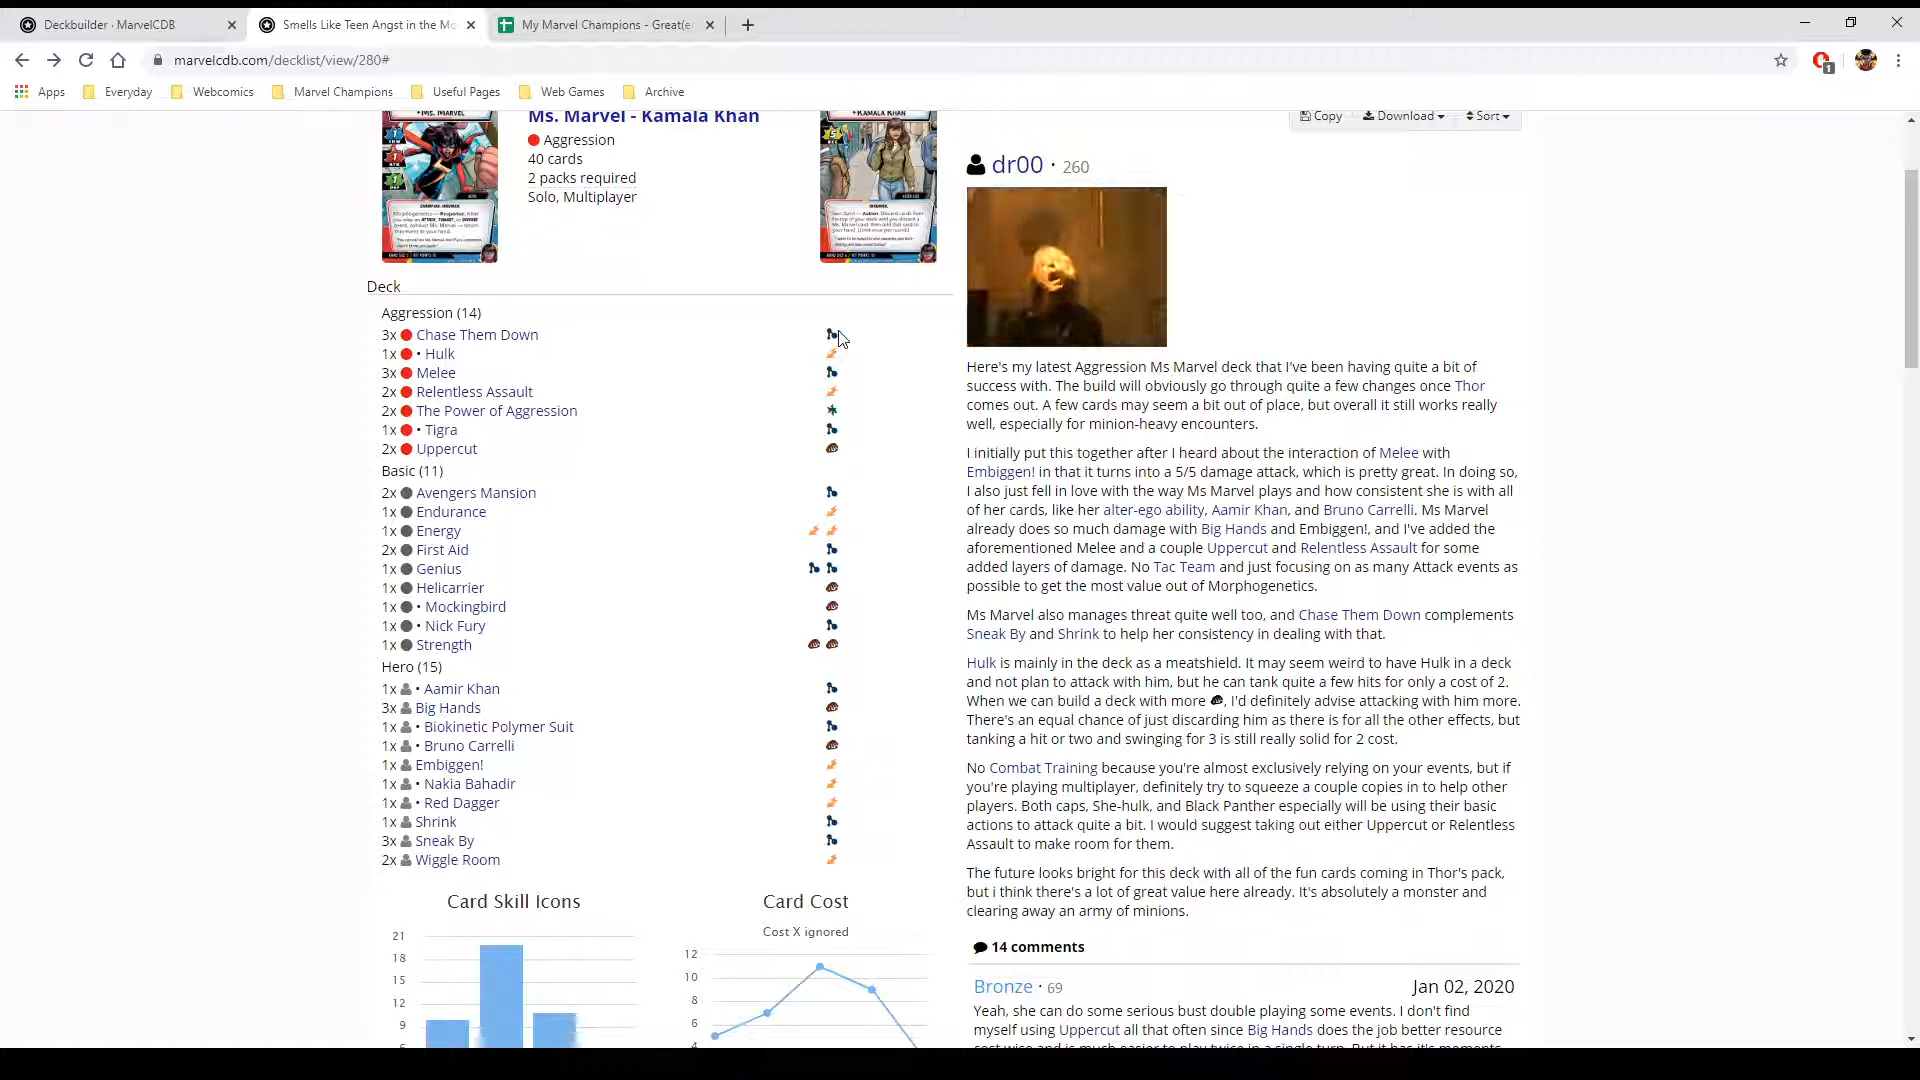 Deckbuilder · MarvelCDB
Smells Like Teen Angst in the Mo
My Marvel Champions - Great(e
marvelcdb.com/decklist/view/280#
1
Apps
Everyday
Webcomics
Marvel Champions
Useful Pages
Web Games
Archive
Ms. Marvel - Kamala Khan
Aggression
40 cards
2 packs required
Solo, Multiplayer
Ms. Marvel
Kamala Khan
Deck
Aggression (14)
3x Chase Them Down
1x • Hulk
3x Melee
2x Relentless Assault
2x The Power of Aggression
1x • Tigra
2x Uppercut
Basic (11)
2x Avengers Mansion
1x Endurance
1x Energy
2x First Aid
1x Genius
1x Helicarrier
1x • Mockingbird
1x • Nick Fury
1x Strength
Hero (15)
1x • Aamir Khan
3x Big Hands
1x • Biokinetic Polymer Suit
1x • Bruno Carrelli
1x Embiggen!
1x • Nakia Bahadir
1x • Red Dagger
1x Shrink
3x Sneak By
2x Wiggle Room
Card Skill Icons
21
18
15
12
9
Card Cost
Cost X ignored
12
10
8
6
4
Copy
Download
Sort
dr00 · 260
Here's my latest Aggression Ms Marvel deck that I've been having quite a bit of
success with. The build will obviously go through quite a few changes once Thor
comes out. A few cards may seem a bit out of place, but overall it still works really
well, especially for minion-heavy encounters.
I initially put this together after I heard about the interaction of Melee with
Embiggen! in that it turns into a 5/5 damage attack, which is pretty great. In doing so,
I also just fell in love with the way Ms Marvel plays and how consistent she is with all
of her cards, like her alter-ego ability, Aamir Khan, and Bruno Carrelli. Ms Marvel
already does so much damage with Big Hands and Embiggen!, and I've added the
aforementioned Melee and a couple Uppercut and Relentless Assault for some
added layers of damage. No Tac Team and just focusing on as many Attack events as
possible to get the most value out of Morphogenetics.
Ms Marvel also manages threat quite well too, and Chase Them Down complements
Sneak By and Shrink to help her consistency in dealing with that.
Hulk is mainly in the deck as a meatshield. It may seem weird to have Hulk in a deck
and not plan to attack with him, but he can tank quite a few hits for only a cost of 2.
When we can build a deck with more , I'd definitely advise attacking with him more.
There's an equal chance of just discarding him as there is for all the other effects, but
tanking a hit or two and swinging for 3 is still really solid for 2 cost.
No Combat Training because you're almost exclusively relying on your events, but if
you're playing multiplayer, definitely try to squeeze a couple copies in to help other
players. Both caps, She-hulk, and Black Panther especially will be using their basic
actions to attack quite a bit. I would suggest taking out either Uppercut or Relentless
Assault to make room for them.
The future looks bright for this deck with all of the fun cards coming in Thor's pack,
but i think there's a lot of great value here already. It's absolutely a monster and
clearing away an army of minions.
14 comments
Bronze · 69
Jan 02, 2020
Yeah, she can do some serious bust double playing some events. I don't find
myself using Uppercut all that often since Big Hands does the job better resource